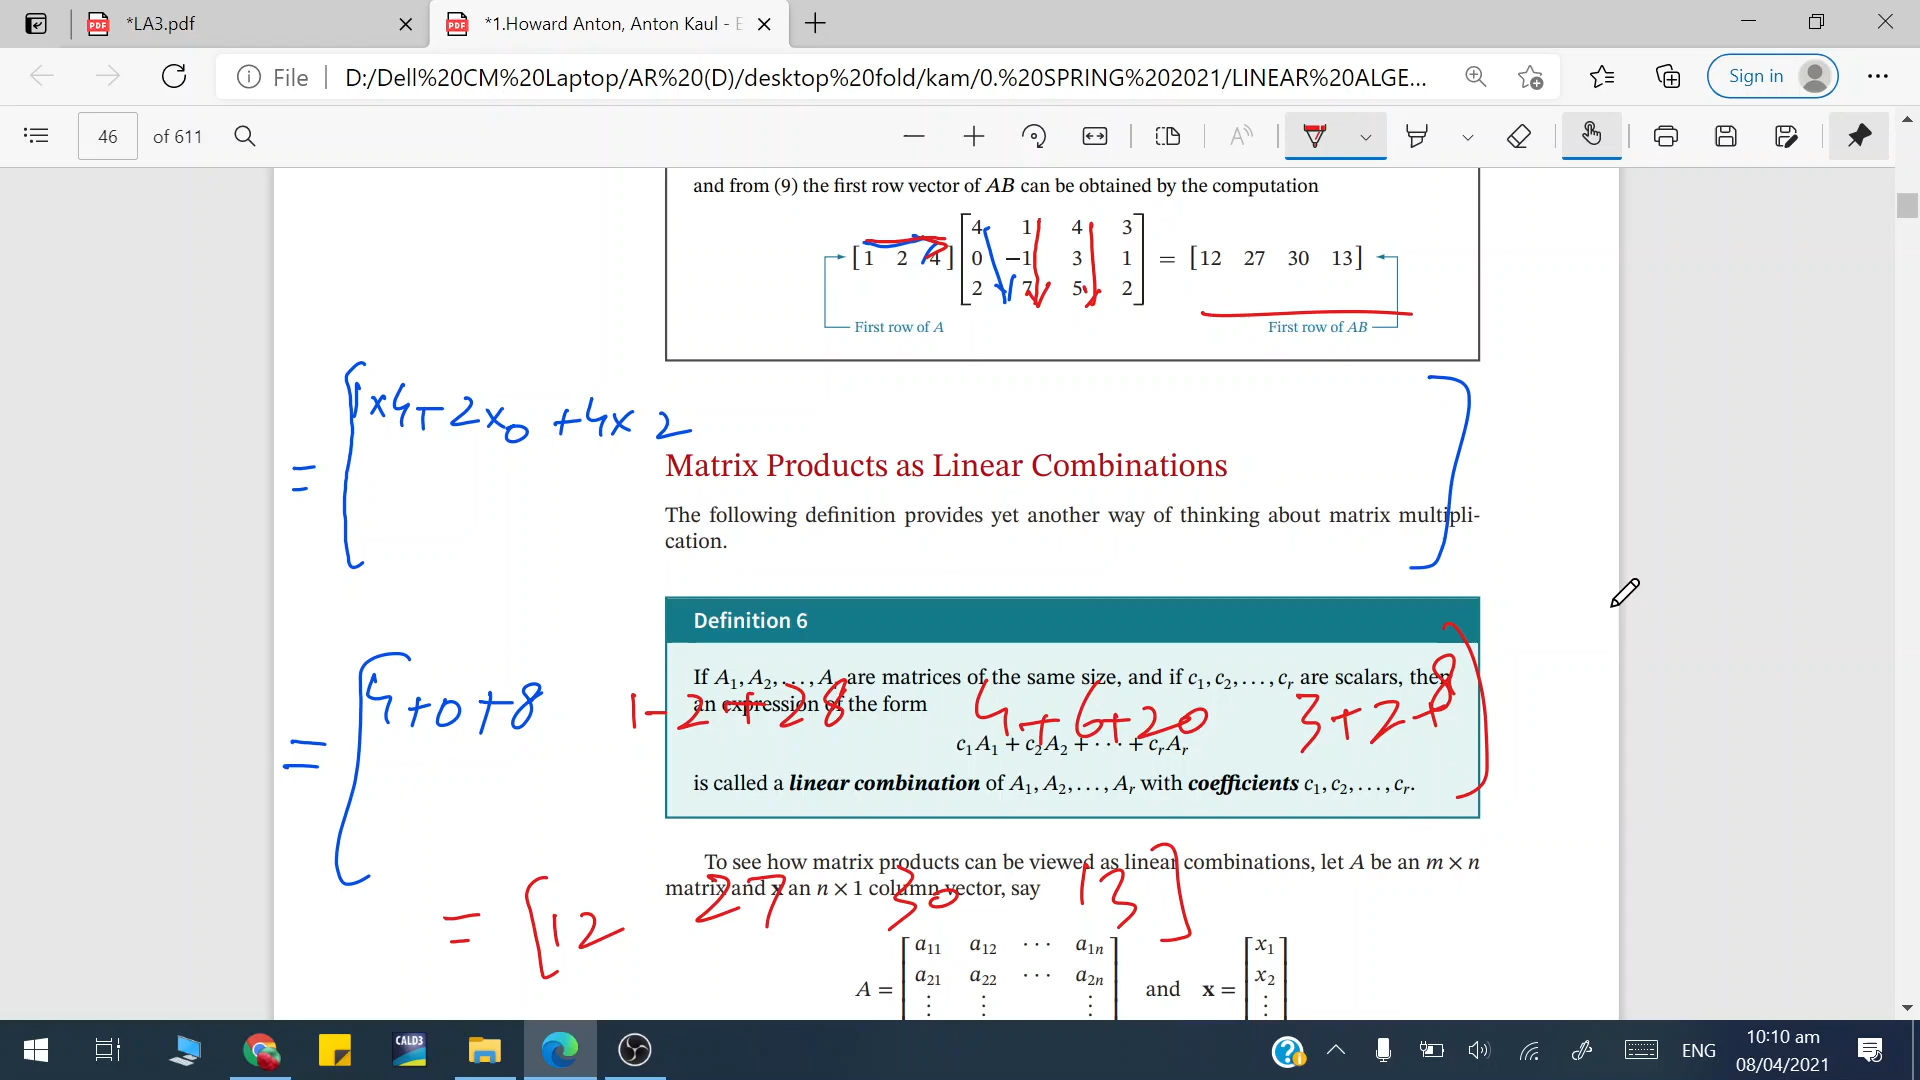 *LA3.pdf
*1.Howard Anton, Anton Kaul - E
File
D:/Dell%20CM%20Laptop/AR%20(D)/desktop%20fold/kam/0.%20SPRING%202021/LINEAR%20ALGE...
Sign in
46 of 611
and from (9) the first row vector of AB can be obtained by the computation
[1 2 4] [4 1 4 3
0 −1 3 1
2 7 5 2] = [12 27 30 13]
First row of A
First row of AB
= [1x4+2x0 +4x 2 ]
Matrix Products as Linear Combinations
The following definition provides yet another way of thinking about matrix multipli-
cation.
Definition 6
If A₁, A₂, . . . , Aᵣ are matrices of the same size, and if c₁, c₂, . . . , cᵣ are scalars, then
an expression of the form
= [4+0+8 1-2+28 4+6+20 3+2+8]
c₁A₁ + c₂A₂ + · · · + cᵣAᵣ
is called a linear combination of A₁, A₂, . . . , Aᵣ with coefficients c₁, c₂, . . . , cᵣ.
To see how matrix products can be viewed as linear combinations, let A be an m × n
matrix and x an n × 1 column vector, say
= [12 27 30 13]
A = [a₁₁ a₁₂ · · · a₁ₙ
a₂₁ a₂₂ · · · a₂ₙ
⋮ ⋮ ⋮] and x = [x₁
x₂
⋮]
CALD3
ENG
10:10 am
08/04/2021